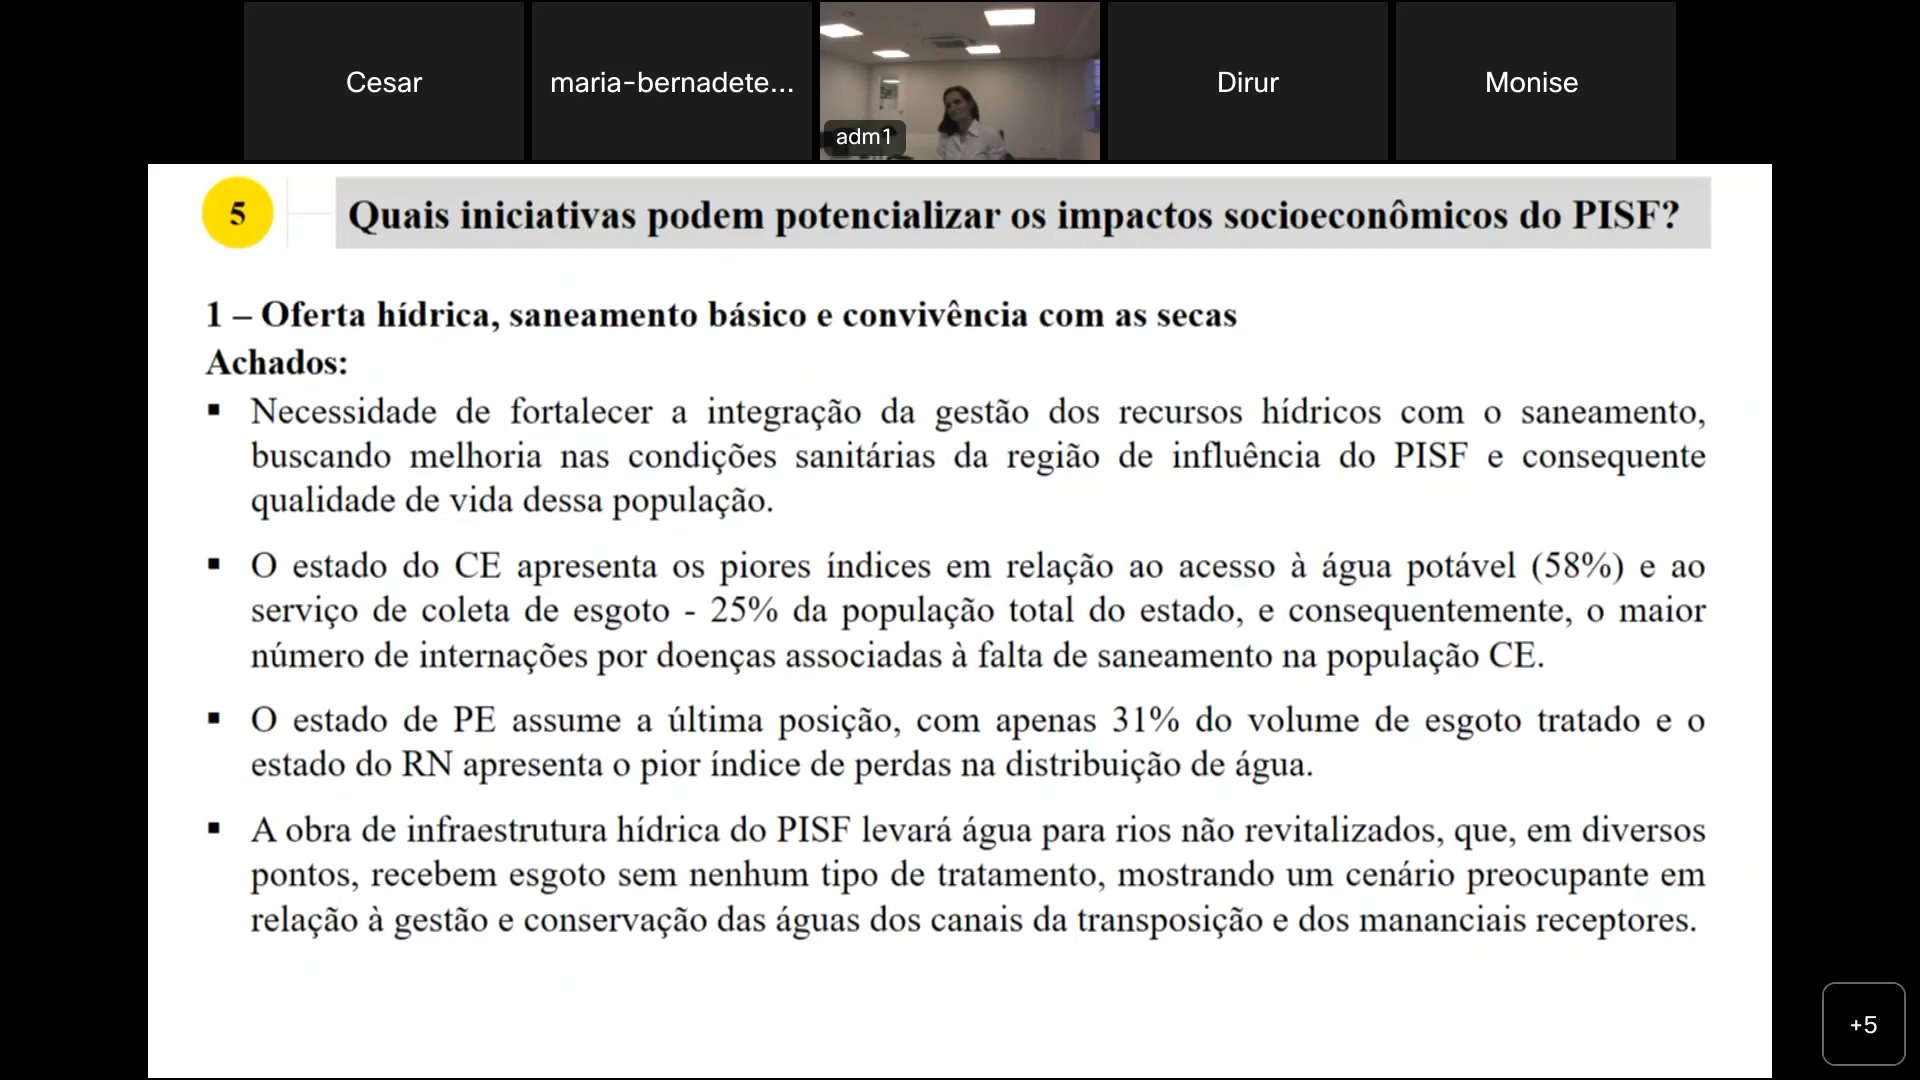 Cesar
maria-bernadete...
adm1
Dirur
Monise
5
Quais iniciativas podem potencializar os impactos socioeconômicos do PISF?
1 – Oferta hídrica, saneamento básico e convivência com as secas
Achados:
▪ Necessidade de fortalecer a integração da gestão dos recursos hídricos com o saneamento,
buscando melhoria nas condições sanitárias da região de influência do PISF e consequente
qualidade de vida dessa população.
▪ O estado do CE apresenta os piores índices em relação ao acesso à água potável (58%) e ao
serviço de coleta de esgoto - 25% da população total do estado, e consequentemente, o maior
número de internações por doenças associadas à falta de saneamento na população CE.
▪ O estado de PE assume a última posição, com apenas 31% do volume de esgoto tratado e o
estado do RN apresenta o pior índice de perdas na distribuição de água.
▪ A obra de infraestrutura hídrica do PISF levará água para rios não revitalizados, que, em diversos
pontos, recebem esgoto sem nenhum tipo de tratamento, mostrando um cenário preocupante em
relação à gestão e conservação das águas dos canais da transposição e dos mananciais receptores.
+5